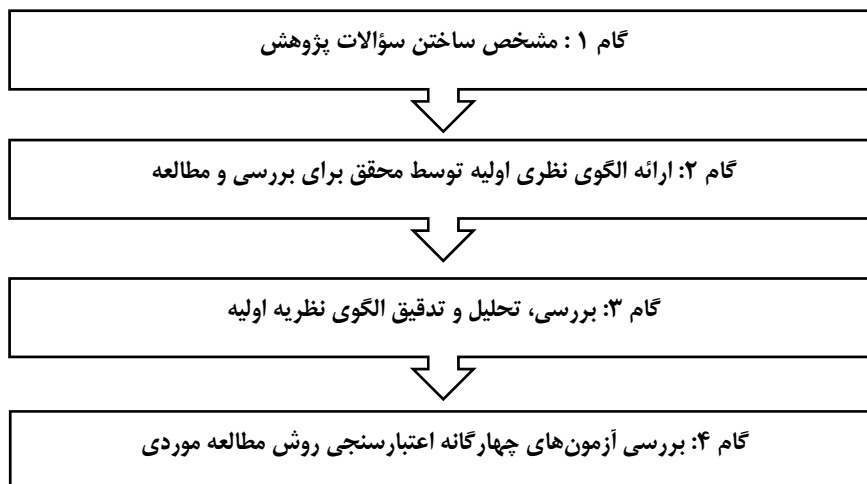 گام ۱ : مشخص ساختن سؤالات پژوهش
گام ۲: ارائه الگوی نظری اولیه توسط محقق برای بررسی و مطالعه
گام ۳: بررسی، تحلیل و تدقیق الگوی نظریه اولیه
گام ۴: بررسی آزمون‌های چهارگانه اعتبارسنجی روش مطالعه موردی